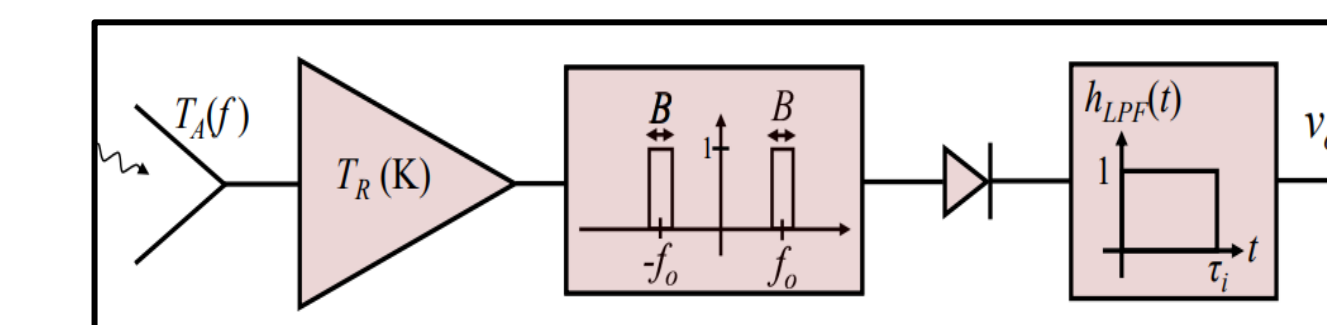 T_A(f)
T_R (K)
B
B
1
-f_o
f_o
h_LPF(t)
1
t
τ_i